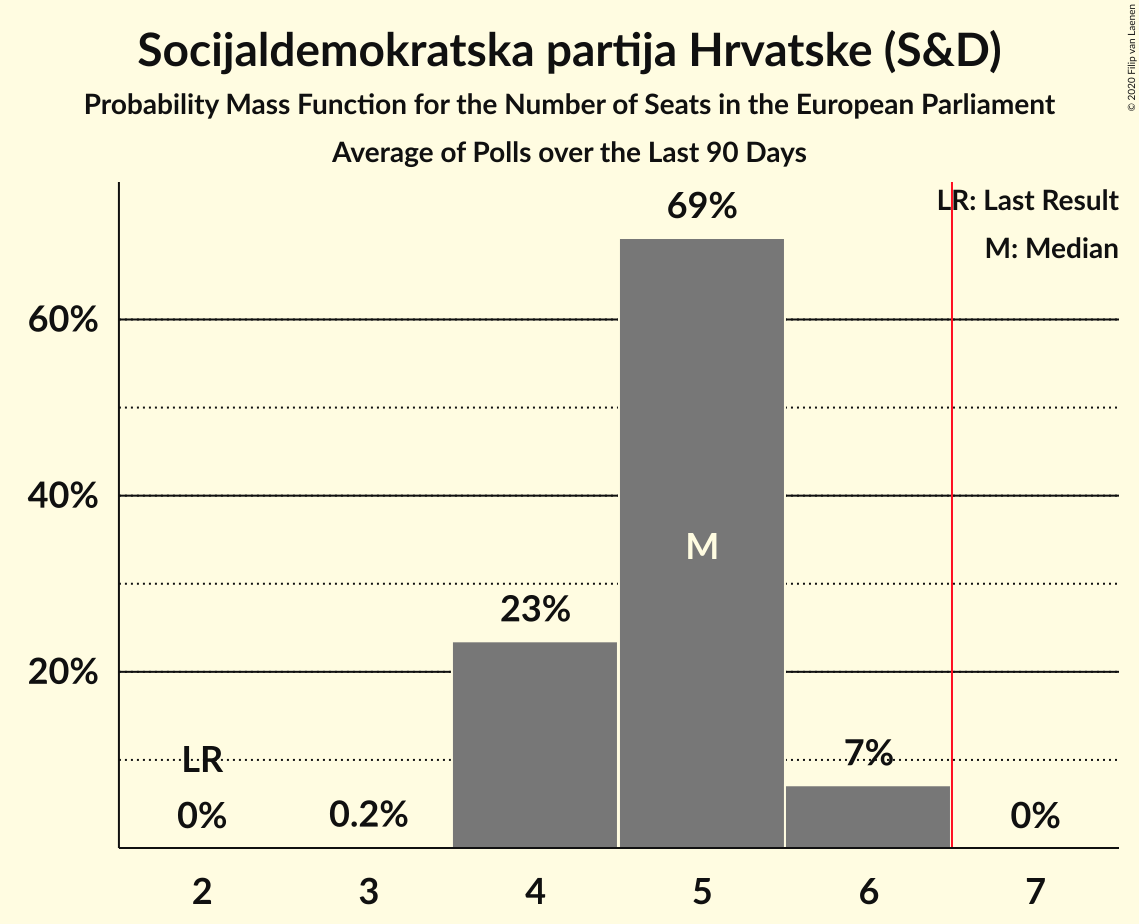 Socijaldemokratska partija Hrvatske (S&D)
Probability Mass Function for the Number of Seats in the European Parliament
Average of Polls over the Last 90 Days
© 2020 Filip van Laenen
LR: Last Result
M: Median
69%
60%
40%
M
23%
20%
LR
7%
0%
0.2%
0%
2
3
4
5
6
7